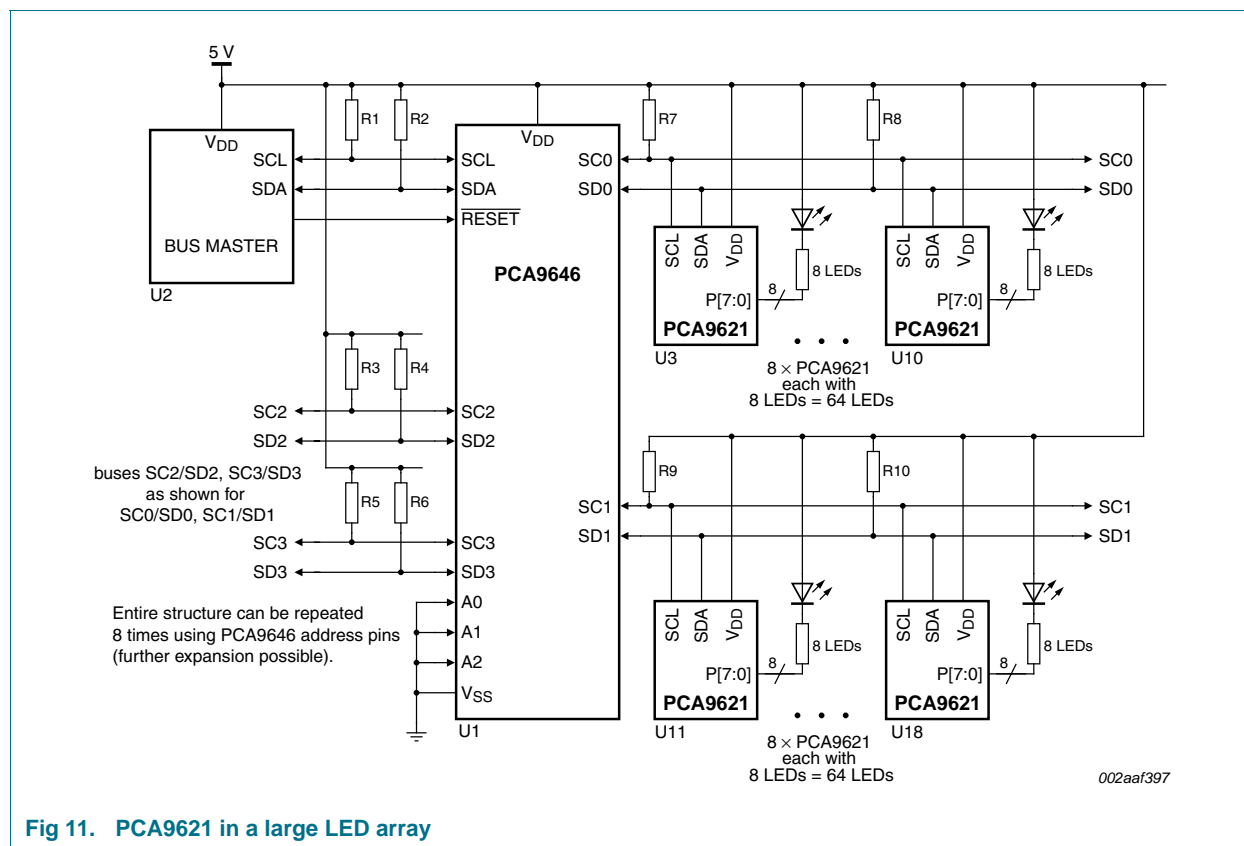 5 V
R1
R2
R7
R8
VDD
SCL
SDA
BUS MASTER
U2
SCL
SDA
RESET
VDD
PCA9646
SC0
SD0
SC0
SD0
SCL
SDA
VDD
8 LEDs
8
P[7:0]
PCA9621
U3
SCL
SDA
VDD
8 LEDs
8
P[7:0]
PCA9621
U10
8 × PCA9621
each with
8 LEDs = 64 LEDs
R3
R4
SC2
SD2
SC2
SD2
buses SC2/SD2, SC3/SD3
as shown for
SC0/SD0, SC1/SD1
R5
R6
SC3
SD3
SC3
SD3
Entire structure can be repeated
8 times using PCA9646 address pins
(further expansion possible).
A0
A1
A2
VSS
U1
R9
R10
SC1
SD1
SC1
SD1
SCL
SDA
VDD
8 LEDs
8
P[7:0]
PCA9621
U11
SCL
SDA
VDD
8 LEDs
8
P[7:0]
PCA9621
U18
8 × PCA9621
each with
8 LEDs = 64 LEDs
002aaf397
Fig 11. PCA9621 in a large LED array